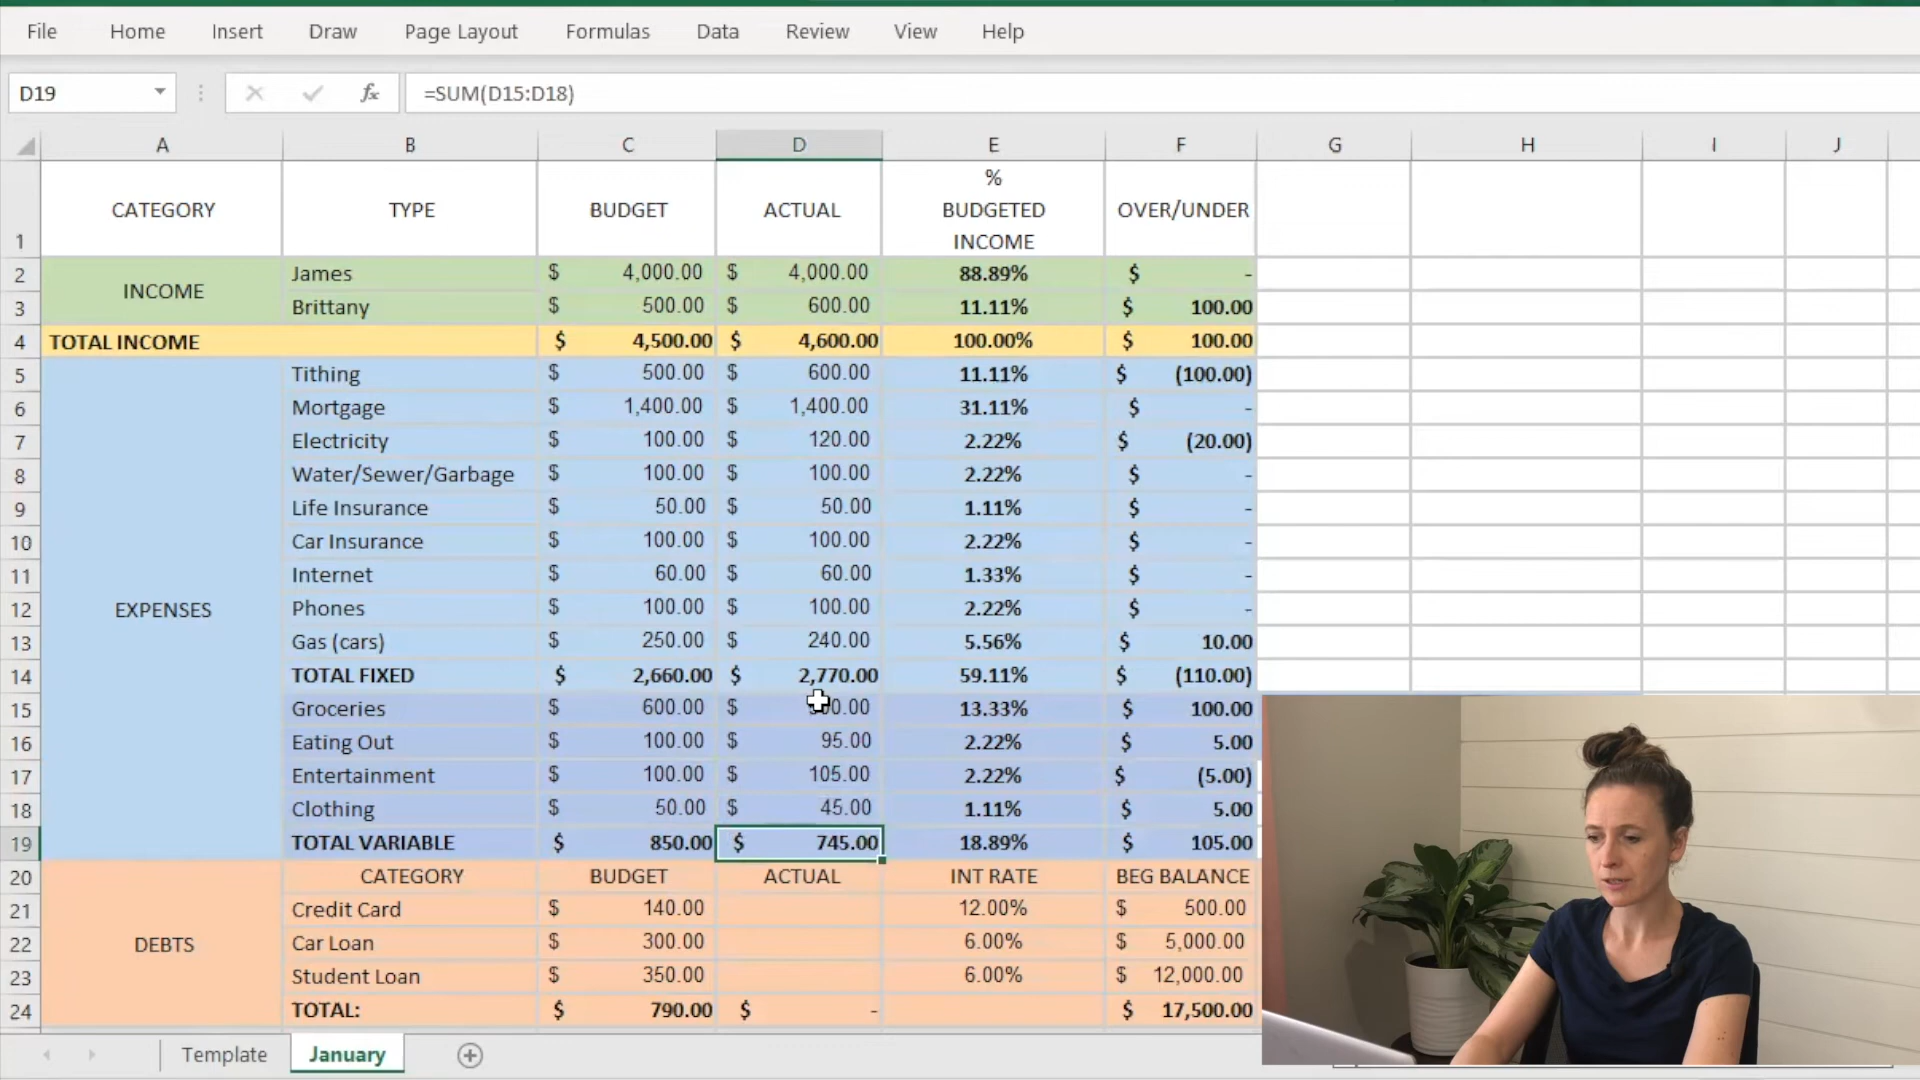 File Home Insert Draw Page Layout Formulas Data Review View Help
D19 fx =SUM(D15:D18)
A B C D E F G H I J
1 CATEGORY TYPE BUDGET ACTUAL % BUDGETED INCOME OVER/UNDER
2 INCOME James $ 4,000.00 $ 4,000.00 88.89% $ -
3 Brittany $ 500.00 $ 600.00 11.11% $ 100.00
4 TOTAL INCOME $ 4,500.00 $ 4,600.00 100.00% $ 100.00
5 Tithing $ 500.00 $ 600.00 11.11% $ (100.00)
6 Mortgage $ 1,400.00 $ 1,400.00 31.11% $ -
7 Electricity $ 100.00 $ 120.00 2.22% $ (20.00)
8 Water/Sewer/Garbage $ 100.00 $ 100.00 2.22% $ -
9 Life Insurance $ 50.00 $ 50.00 1.11% $ -
10 Car Insurance $ 100.00 $ 100.00 2.22% $ -
11 Internet $ 60.00 $ 60.00 1.33% $ -
12 EXPENSES Phones $ 100.00 $ 100.00 2.22% $ -
13 Gas (cars) $ 250.00 $ 240.00 5.56% $ 10.00
14 TOTAL FIXED $ 2,660.00 $ 2,770.00 59.11% $ (110.00)
15 Groceries $ 600.00 $ 13.33% $ 100.00
16 Eating Out $ 100.00 $ 95.00 2.22% $ 5.00
17 Entertainment $ 100.00 $ 105.00 2.22% $ (5.00)
18 Clothing $ 50.00 $ 45.00 1.11% $ 5.00
19 TOTAL VARIABLE $ 850.00 $ 745.00 18.89% $ 105.00
20 CATEGORY BUDGET ACTUAL INT RATE BEG BALANCE
21 Credit Card $ 140.00 12.00% $ 500.00
22 DEBTS Car Loan $ 300.00 6.00% $ 5,000.00
23 Student Loan $ 350.00 6.00% $ 12,000.00
24 TOTAL: $ 790.00 $ - $ 17,500.00
Template January